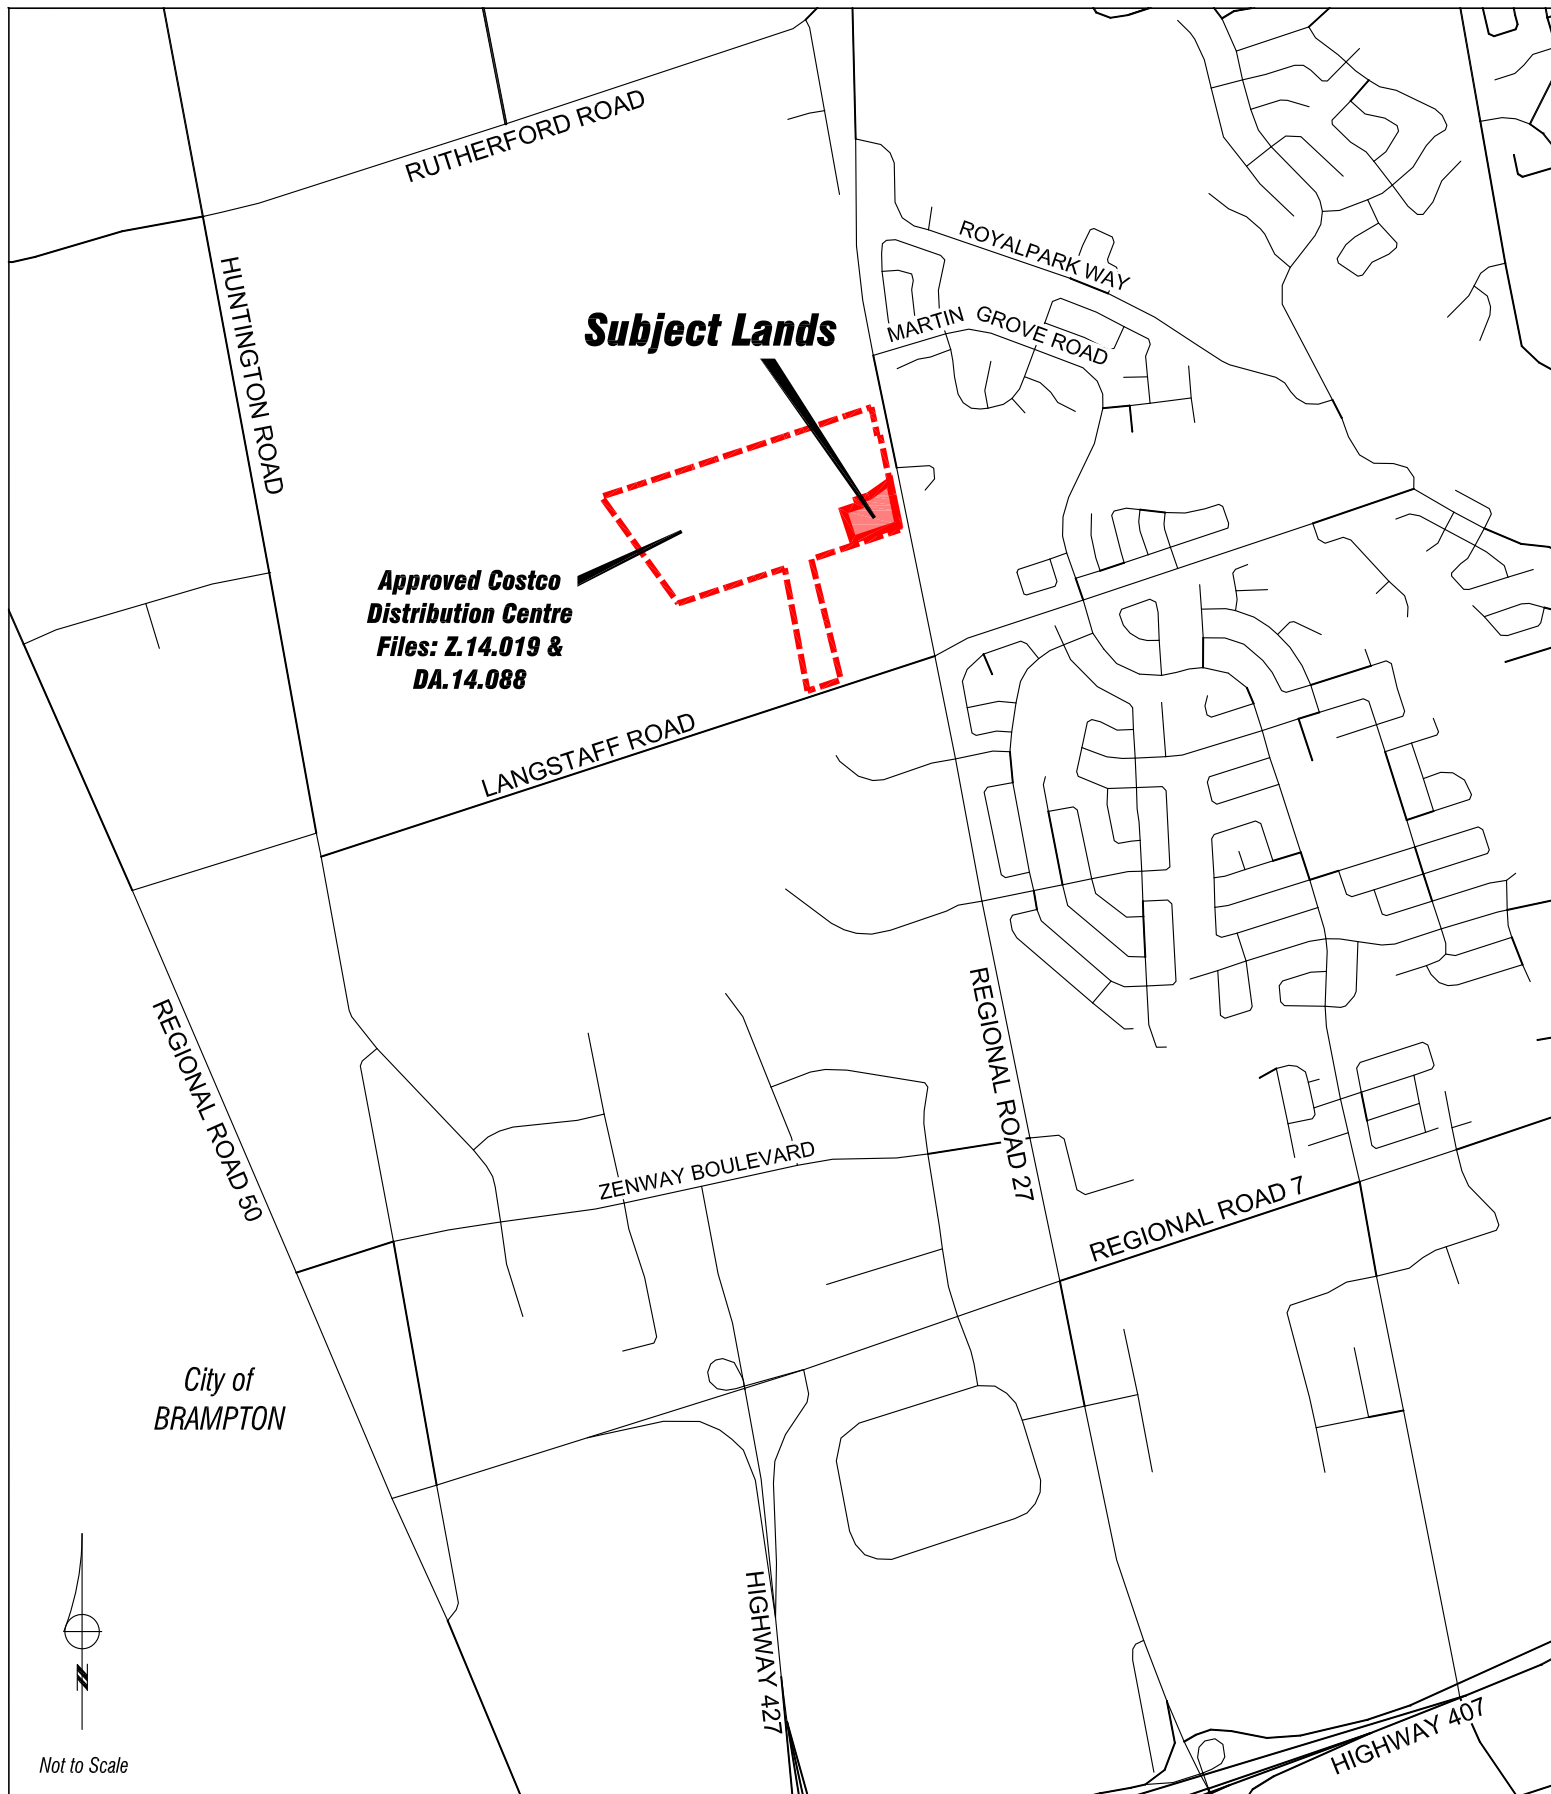 RUTHERFORD ROAD
HUNTINGTON ROAD
ROYALPARK WAY
MARTIN GROVE ROAD
Subject Lands
Approved Costco
Distribution Centre
Files: Z.14.019 &
DA.14.088
LANGSTAFF ROAD
REGIONAL ROAD 50
REGIONAL ROAD 27
ZENWAY BOULEVARD
REGIONAL ROAD 7
City of
BRAMPTON
HIGHWAY 427
HIGHWAY 407
N
Not to Scale